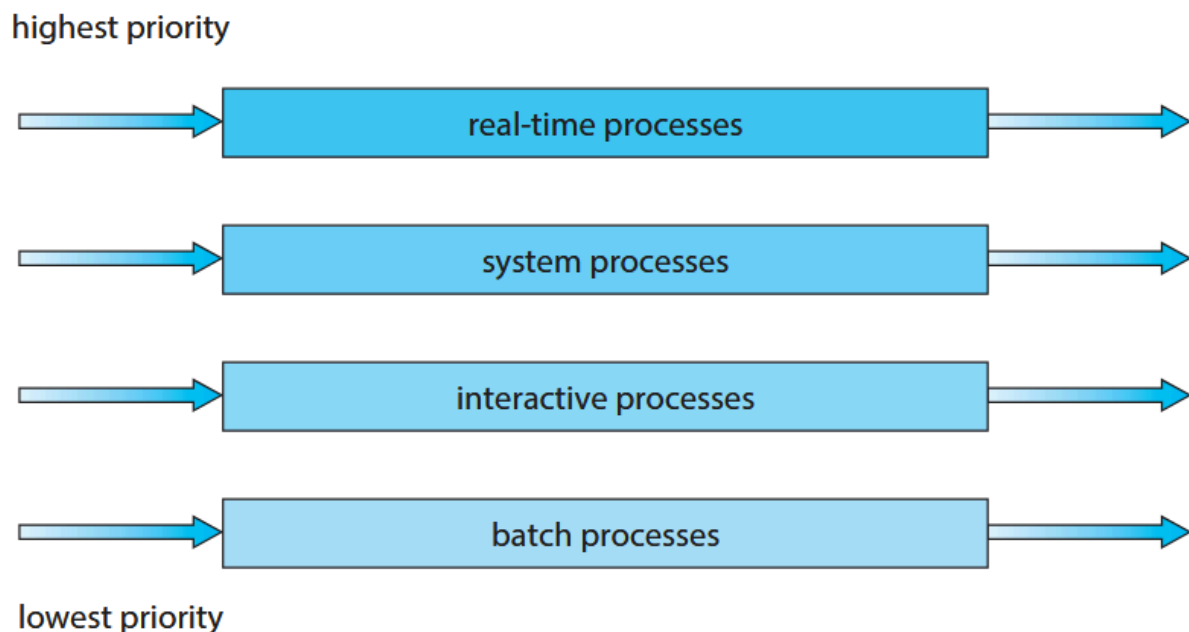 highest priority
real-time processes
system processes
interactive processes
batch processes
lowest priority